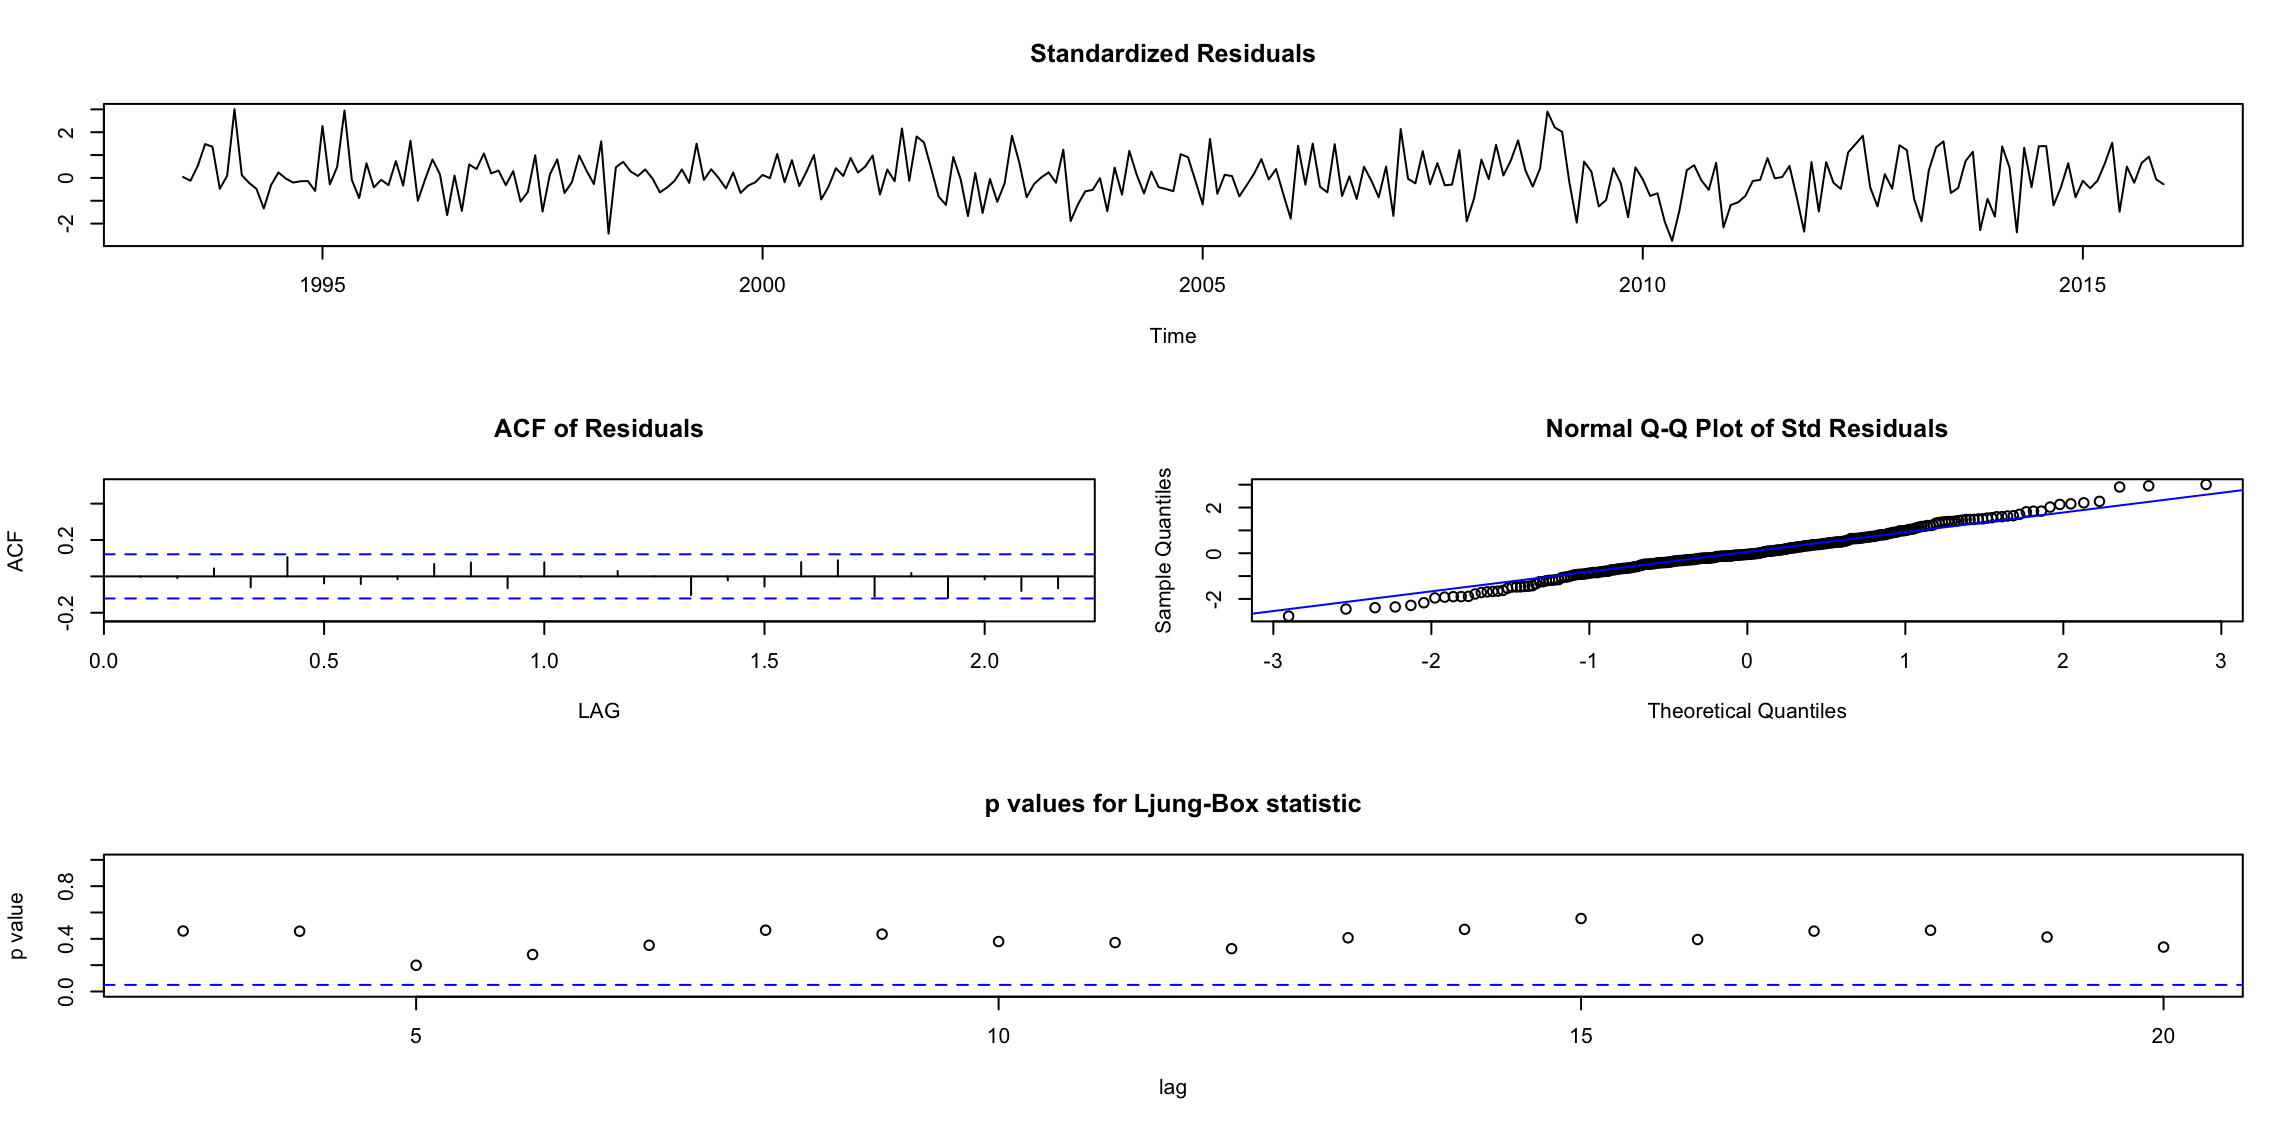 Standardized Residuals
2
0
-2
1995 2000 2005 2010 2015
Time
ACF of Residuals
ACF
0.2
-0.2
0.0 0.5 1.0 1.5 2.0
LAG
Normal Q-Q Plot of Std Residuals
Sample Quantiles
2
0
-2
-3 -2 -1 0 1 2 3
Theoretical Quantiles
p values for Ljung-Box statistic
p value
0.8
0.4
0.0
5 10 15 20
lag